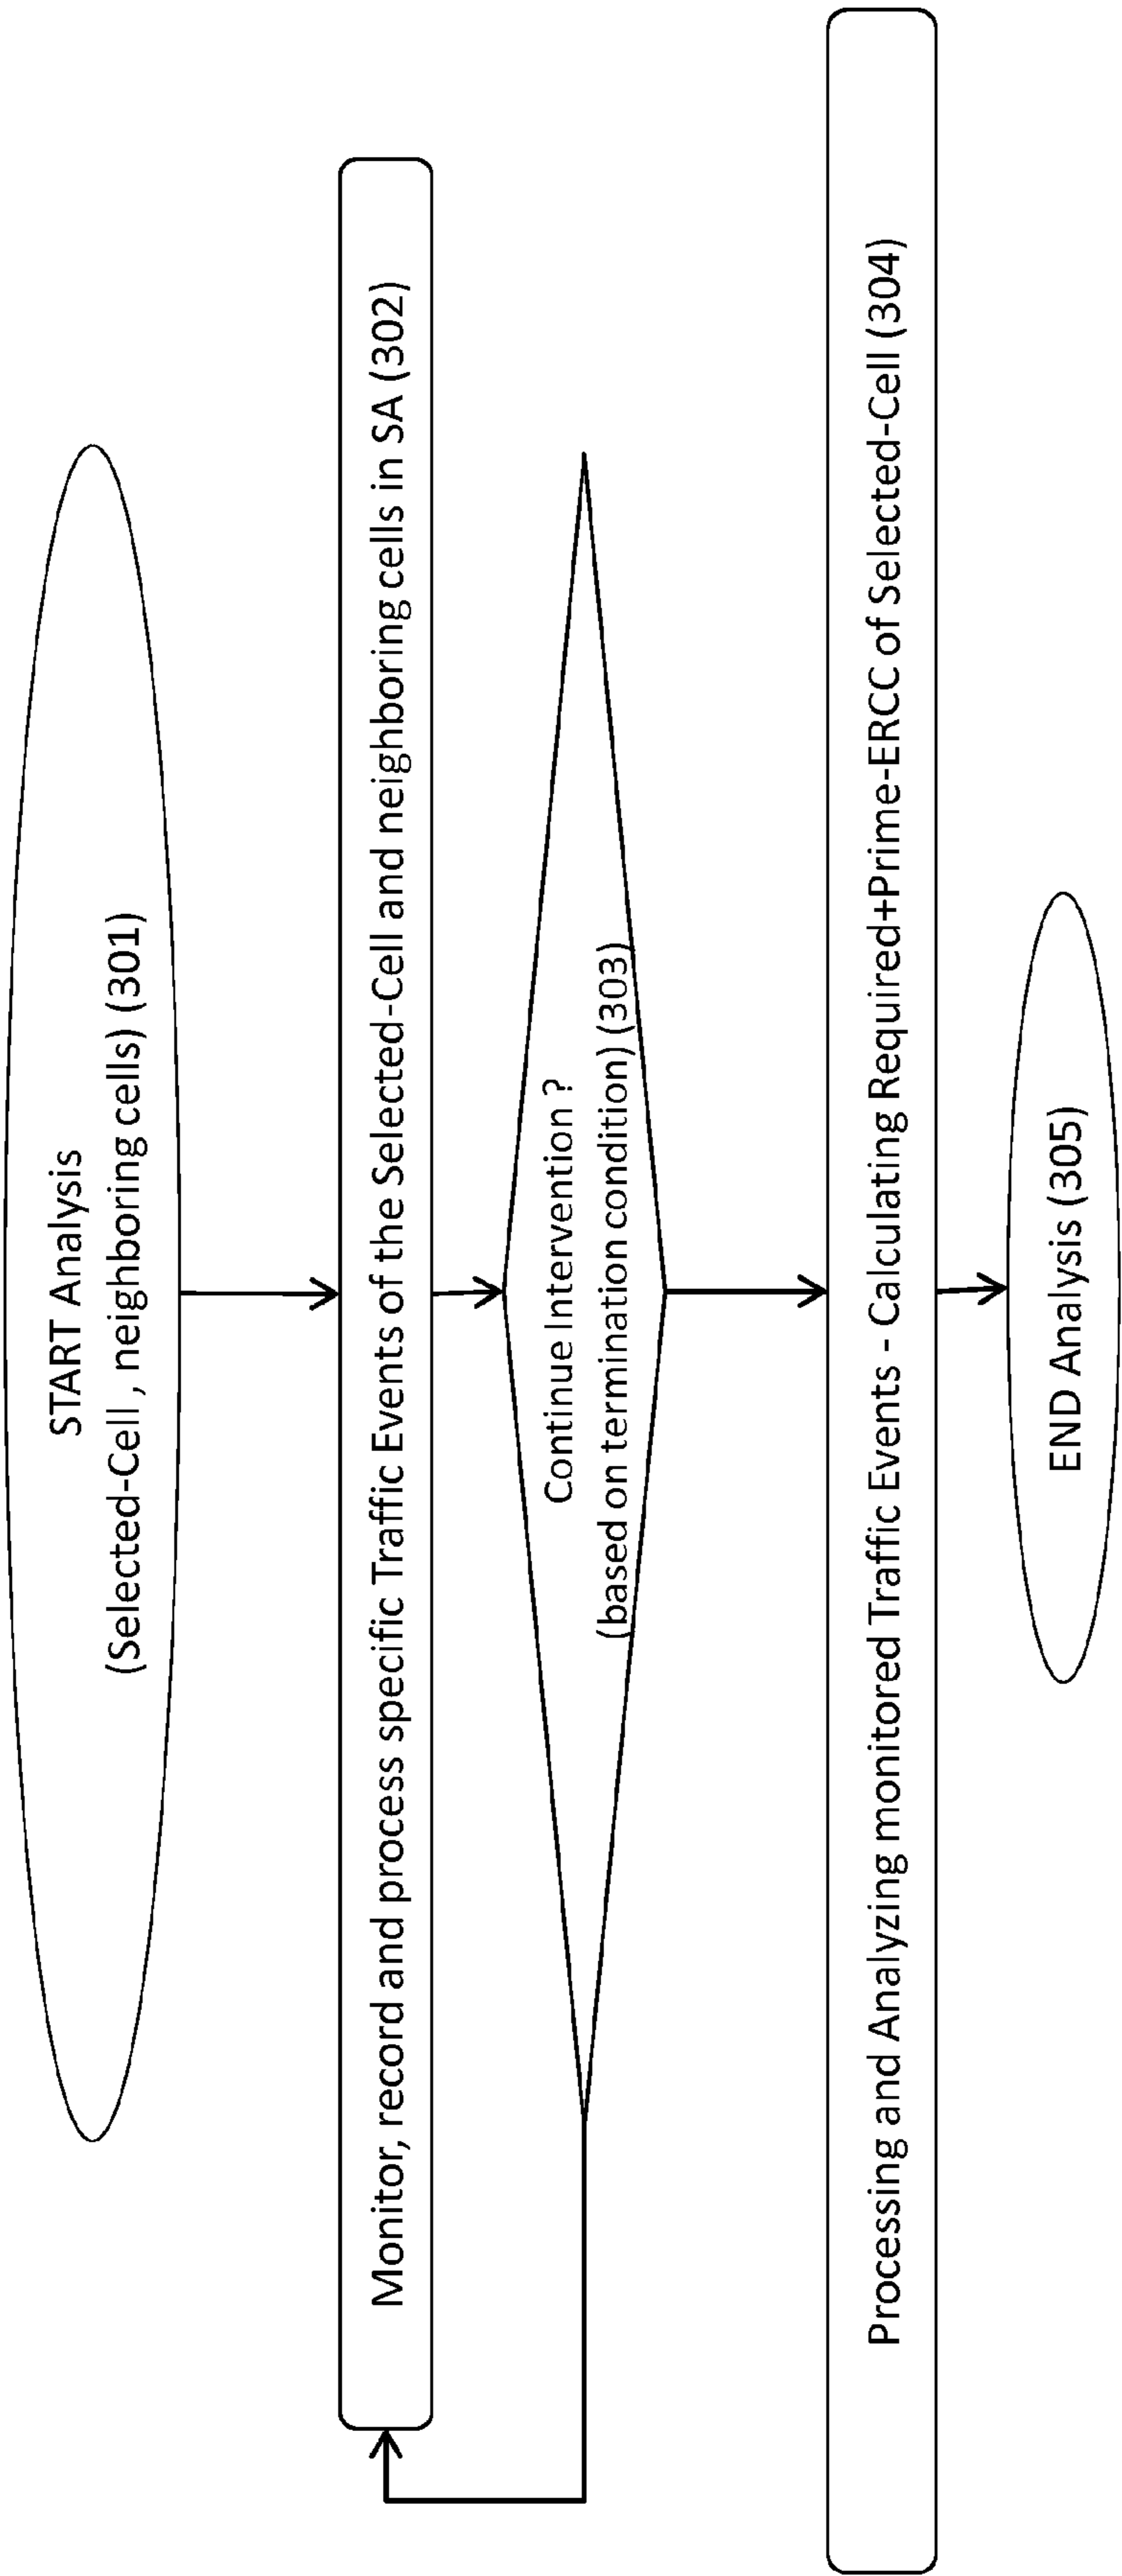 START Analysis
(Selected-Cell , neighboring cells) (301)
Monitor, record and process specific Traffic Events of the Selected-Cell and neighboring cells in SA (302)
Continue Intervention ?
(based on termination condition) (303)
Processing and Analyzing monitored Traffic Events - Calculating Required+Prime-ERCC of Selected-Cell (304)
END Analysis (305)